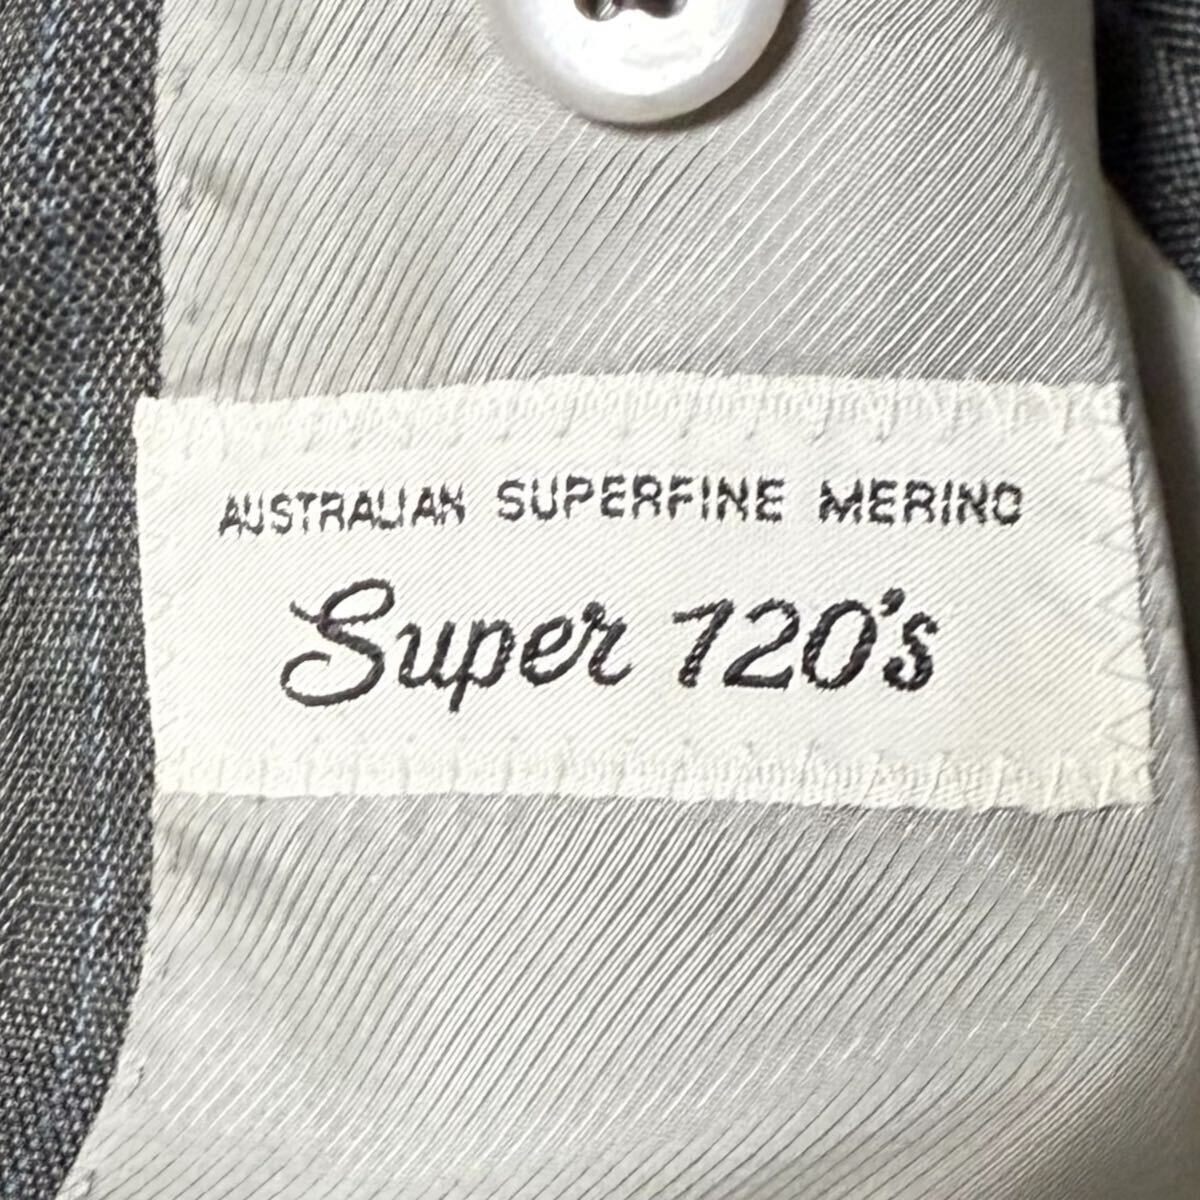 AUSTRALIAN SUPERFINE MERINO
Super 120's